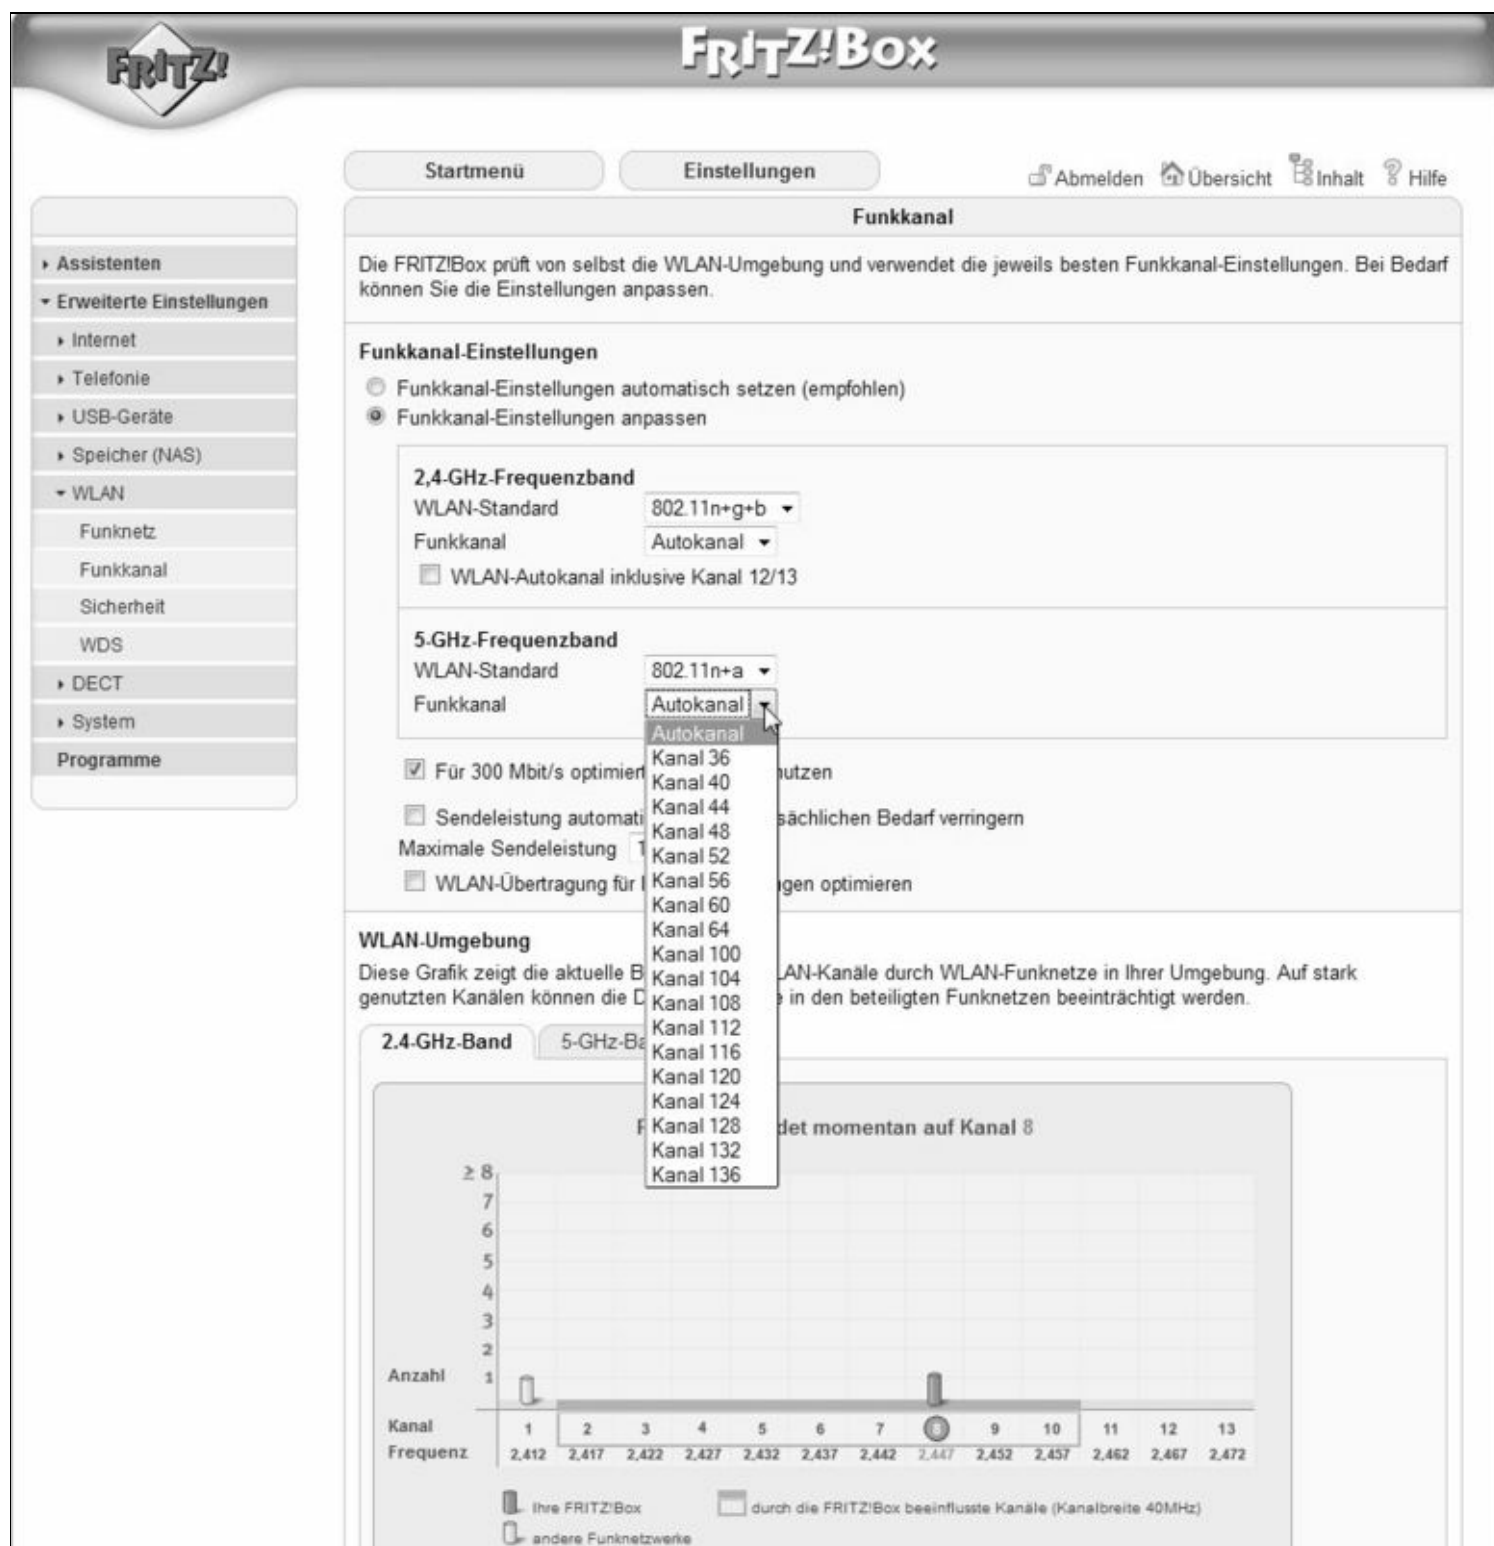 FRITZ!
FRITZ!Box
Startmenü
Einstellungen
Abmelden
Übersicht
Inhalt
Hilfe
Assistenten
Erweiterte Einstellungen
Internet
Telefonie
USB-Geräte
Speicher (NAS)
WLAN
Funknetz
Funkkanal
Sicherheit
WDS
DECT
System
Programme
Funkkanal
Die FRITZ!Box prüft von selbst die WLAN-Umgebung und verwendet die jeweils besten Funkkanal-Einstellungen. Bei Bedarf
können Sie die Einstellungen anpassen.
Funkkanal-Einstellungen
Funkkanal-Einstellungen automatisch setzen (empfohlen)
Funkkanal-Einstellungen anpassen
2,4-GHz-Frequenzband
WLAN-Standard 802.11n+g+b
Funkkanal Autokanal
WLAN-Autokanal inklusive Kanal 12/13
5-GHz-Frequenzband
WLAN-Standard 802.11n+a
Funkkanal Autokanal
Autokanal
Kanal 36
Kanal 40
Kanal 44
Kanal 48
Kanal 52
Kanal 56
Kanal 60
Kanal 64
Kanal 100
Kanal 104
Kanal 108
Kanal 112
Kanal 116
Kanal 120
Kanal 124
Kanal 128
Kanal 132
Kanal 136
Für 300 Mbit/s optimiert utzen
Sendeleistung automati sächlichen Bedarf verringern
Maximale Sendeleistung
WLAN-Übertragung für gen optimieren
WLAN-Umgebung
Diese Grafik zeigt die aktuelle B AN-Kanäle durch WLAN-Funknetze in Ihrer Umgebung. Auf stark
genutzten Kanälen können die D e in den beteiligten Funknetzen beeinträchtigt werden.
2.4-GHz-Band
5-GHz-Ba
det momentan auf Kanal 8
≥ 8
7
6
5
4
3
2
Anzahl 1
Kanal 1 2 3 4 5 6 7 8 9 10 11 12 13
Frequenz 2,412 2,417 2,422 2,427 2,432 2,437 2,442 2,447 2,452 2,457 2,462 2,467 2,472
Ihre FRITZ!Box
durch die FRITZ!Box beeinflusste Kanäle (Kanalbreite 40MHz)
andere Funknetzwerke